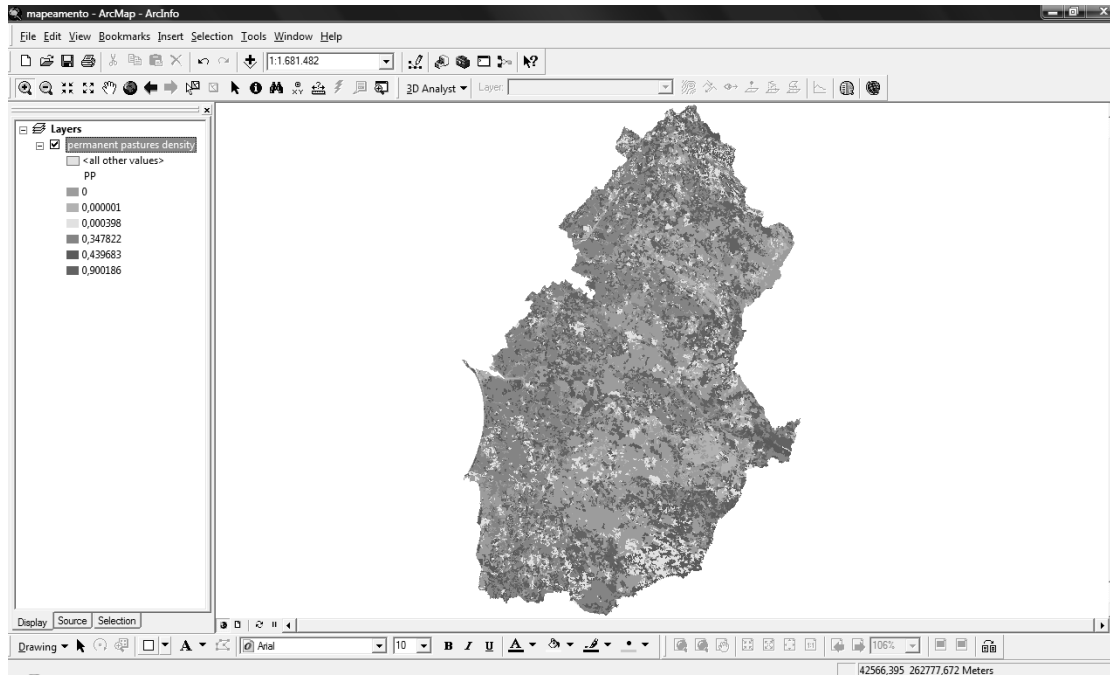 mapeamento - ArcMap - ArcInfo
File Edit View Bookmarks Insert Selection Tools Window Help
1:1.681.482
3D Analyst Layer:
Layers
permanent pastures density
<all other values>
PP
0
0,000001
0,000398
0,347822
0,439683
0,900186
Display Source Selection
Drawing A Arial 10 B I U A 106%
42566,395 262777,672 Meters